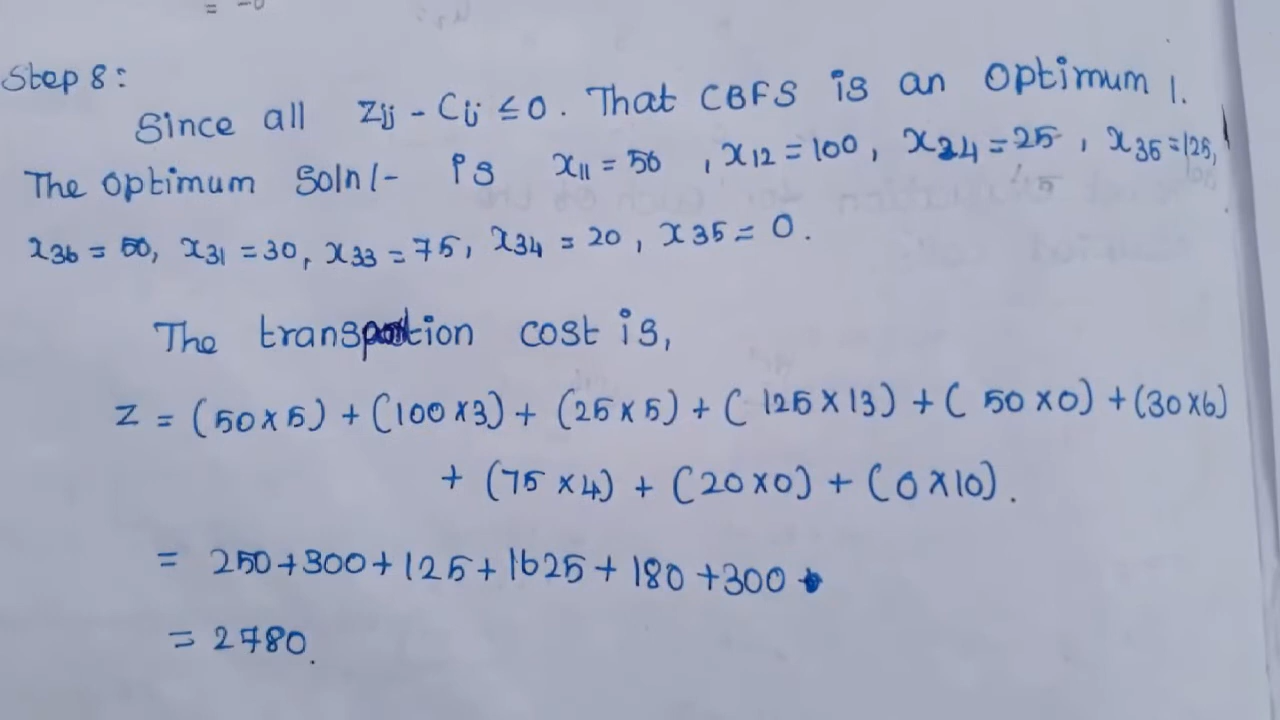 = -0
Step 8:
Since all Zij - Cij ≤ 0. That CBFS is an optimum 1.
The optimum soln/- is x11 = 50 , x12 = 100, x24 = 25 , x35 = 125,
x36 = 50, x31 = 30, x33 = 75, x34 = 20, x35 = 0.
The transpotion cost is,
Z = (50 × 5) + (100 × 3) + (25 × 5) + ( 125 × 13) + ( 50 × 0) + (30 × 6)
+ (75 × 4) + (20 × 0) + (0 × 10).
= 250 + 300 + 125 + 1625 + 180 + 300
= 2780.